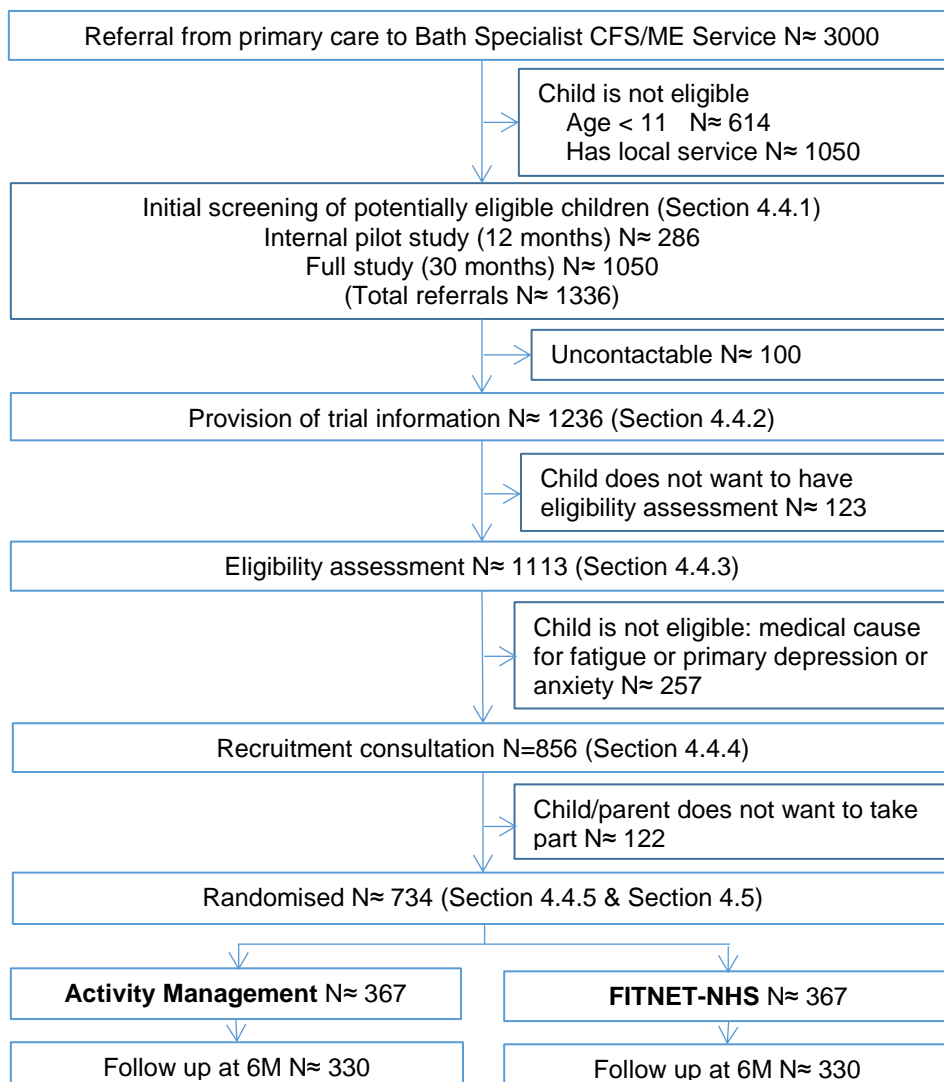 Referral from primary care to Bath Specialist CFS/ME Service N≈ 3000
Child is not eligible
Age < 11 N≈ 614
Has local service N≈ 1050
Initial screening of potentially eligible children (Section 4.4.1)
Internal pilot study (12 months) N≈ 286
Full study (30 months) N≈ 1050
(Total referrals N≈ 1336)
Uncontactable N≈ 100
Provision of trial information N≈ 1236 (Section 4.4.2)
Child does not want to have
eligibility assessment N≈ 123
Eligibility assessment N≈ 1113 (Section 4.4.3)
Child is not eligible: medical cause
for fatigue or primary depression or
anxiety N≈ 257
Recruitment consultation N=856 (Section 4.4.4)
Child/parent does not want to take
part N≈ 122
Randomised N≈ 734 (Section 4.4.5 & Section 4.5)
Activity Management N≈ 367
FITNET-NHS N≈ 367
Follow up at 6M N≈ 330
Follow up at 6M N≈ 330